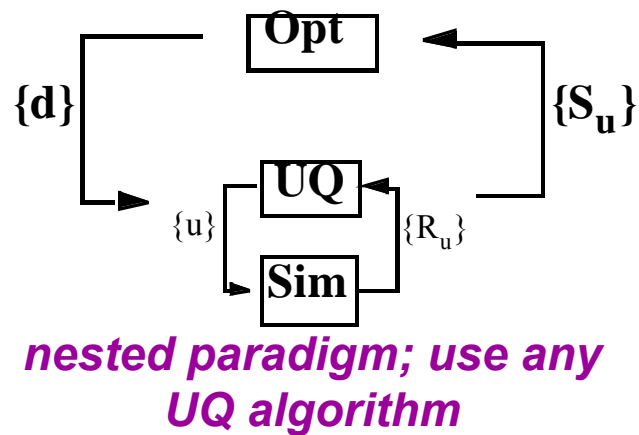 Opt
{d}
{S_u}
UQ
{u}
{R_u}
Sim
nested paradigm; use any
UQ algorithm